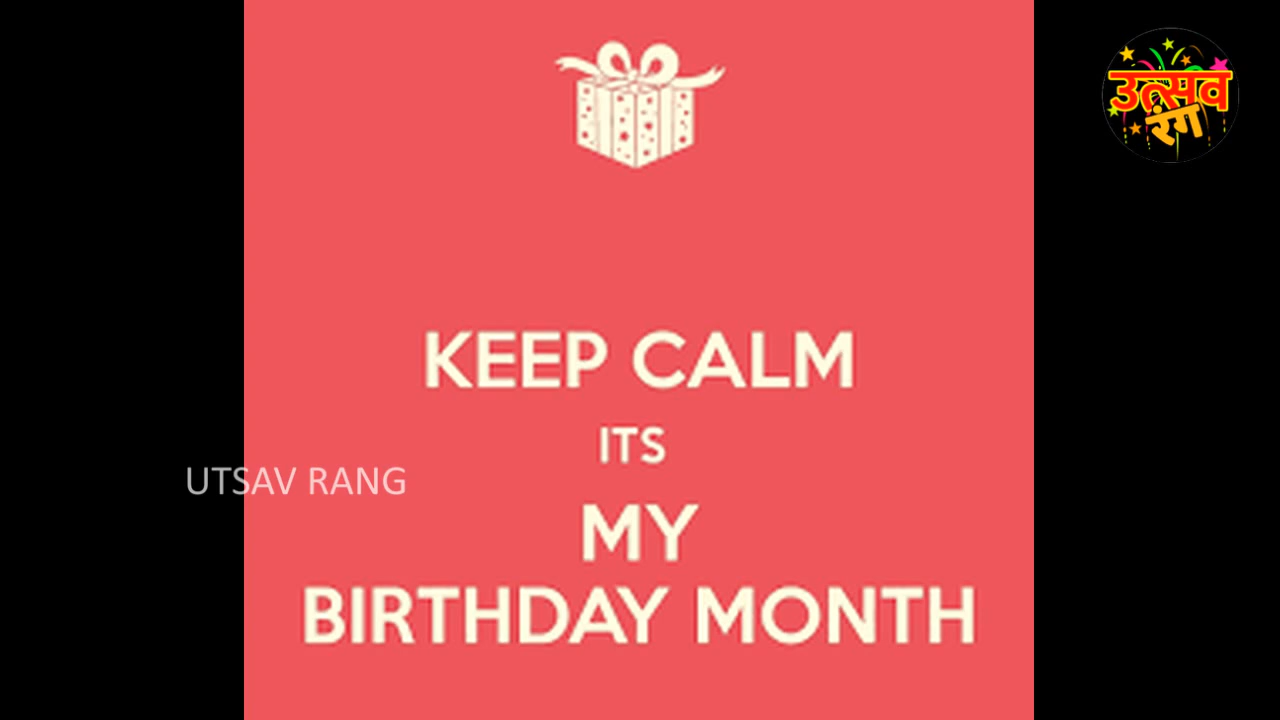 उत्सव
रंग
KEEP CALM
ITS
UTSAV RANG
MY
BIRTHDAY MONTH